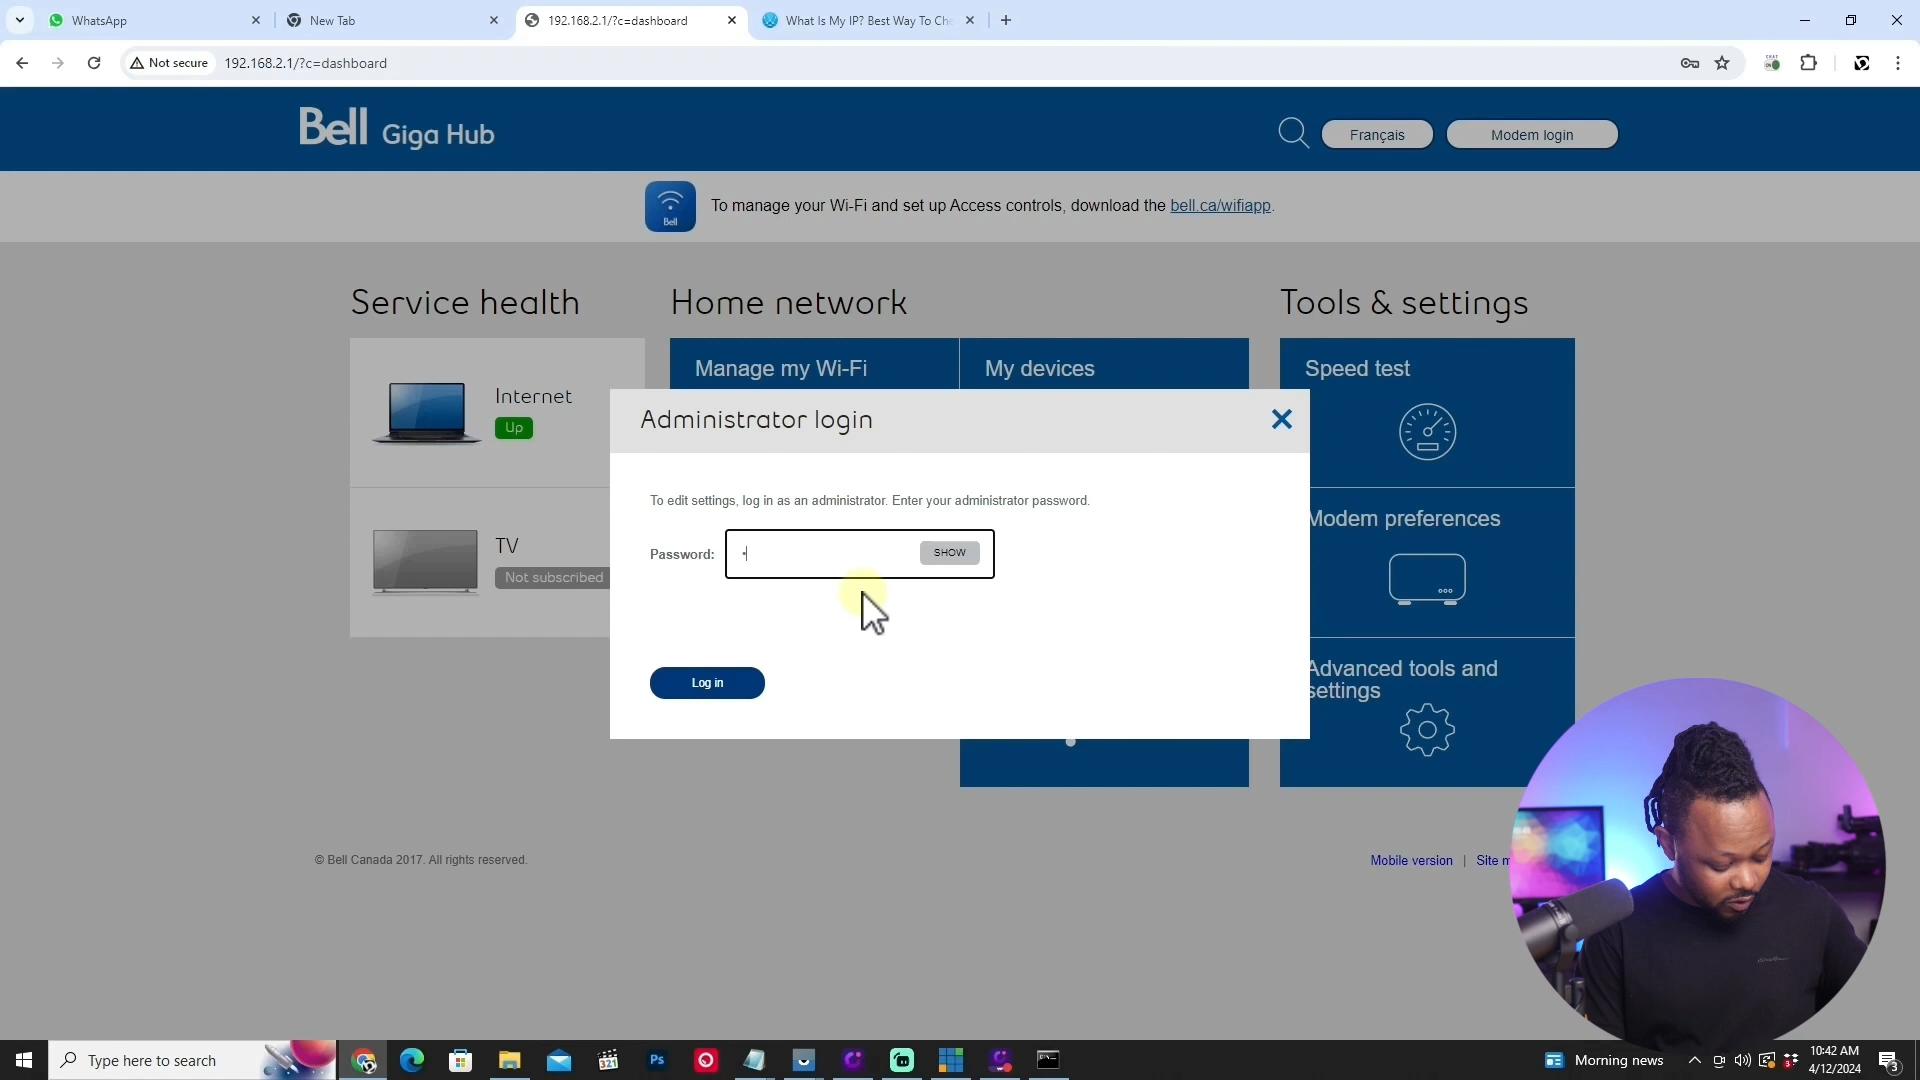 WhatsApp
New Tab
192.168.2.1/?c=dashboard
What Is My IP? Best Way To Che
Not secure
192.168.2.1/?c=dashboard
Bell Giga Hub
Français
Modem login
Bell
To manage your Wi-Fi and set up Access controls, download the bell.ca/wifiapp.
Service health
Home network
Tools & settings
Internet
Up
TV
Not subscribed
Manage my Wi-Fi
My devices
Speed test
Modem preferences
Advanced tools and
settings
Administrator login
To edit settings, log in as an administrator. Enter your administrator password.
Password:
SHOW
Log in
© Bell Canada 2017. All rights reserved.
Mobile version | Site m
Type here to search
321
Ps
Morning news
10:42 AM
4/12/2024
3